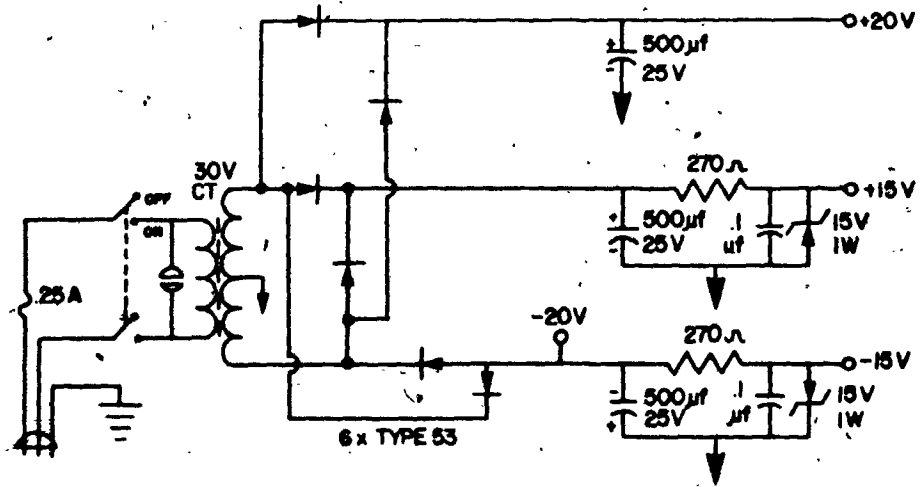 +20V
500µf
25V
30V
CT
OFF
ON
.25A
270Ω
+15V
500µf
25V
.1
uf
15V
1W
-20V
270Ω
-15V
500µf
25V
.1
µf
15V
1W
6 x TYPE 53